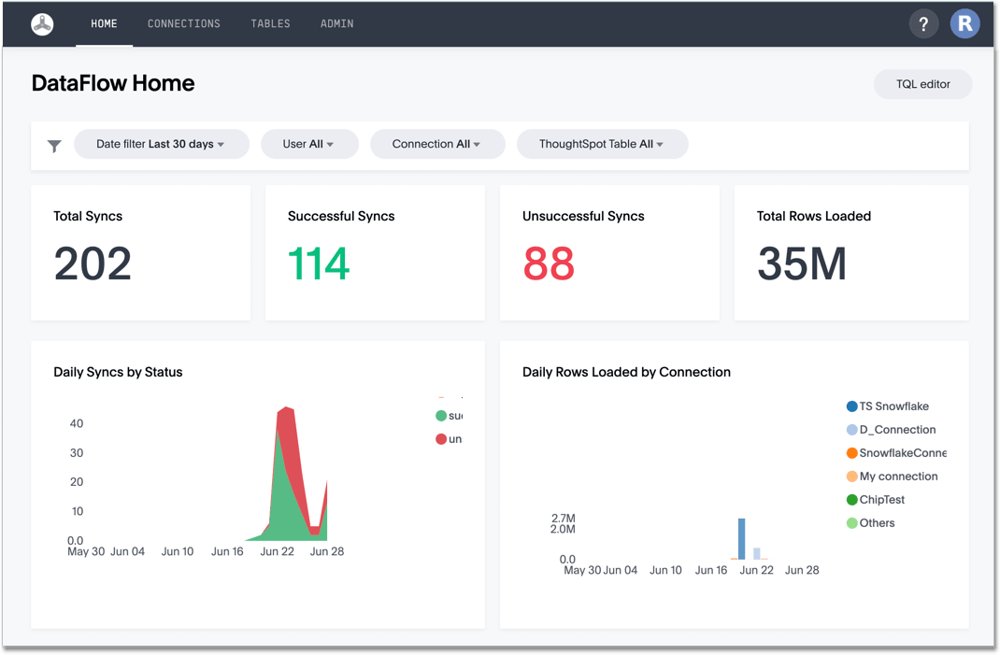 HOME CONNECTIONS TABLES ADMIN ? R
DataFlow Home
TQL editor
Date filter Last 30 days User All Connection All ThoughtSpot Table All
Total Syncs
202
Successful Syncs
114
Unsuccessful Syncs
88
Total Rows Loaded
35M
Daily Syncs by Status
40
30
20
10
0.0
May 30 Jun 04 Jun 10 Jun 16 Jun 22 Jun 28
su
un
Daily Rows Loaded by Connection
2.7M
2.0M
0.0
May 30 Jun 04 Jun 10 Jun 16 Jun 22 Jun 28
TS Snowflake
D_Connection
SnowflakeConne
My connection
ChipTest
Others